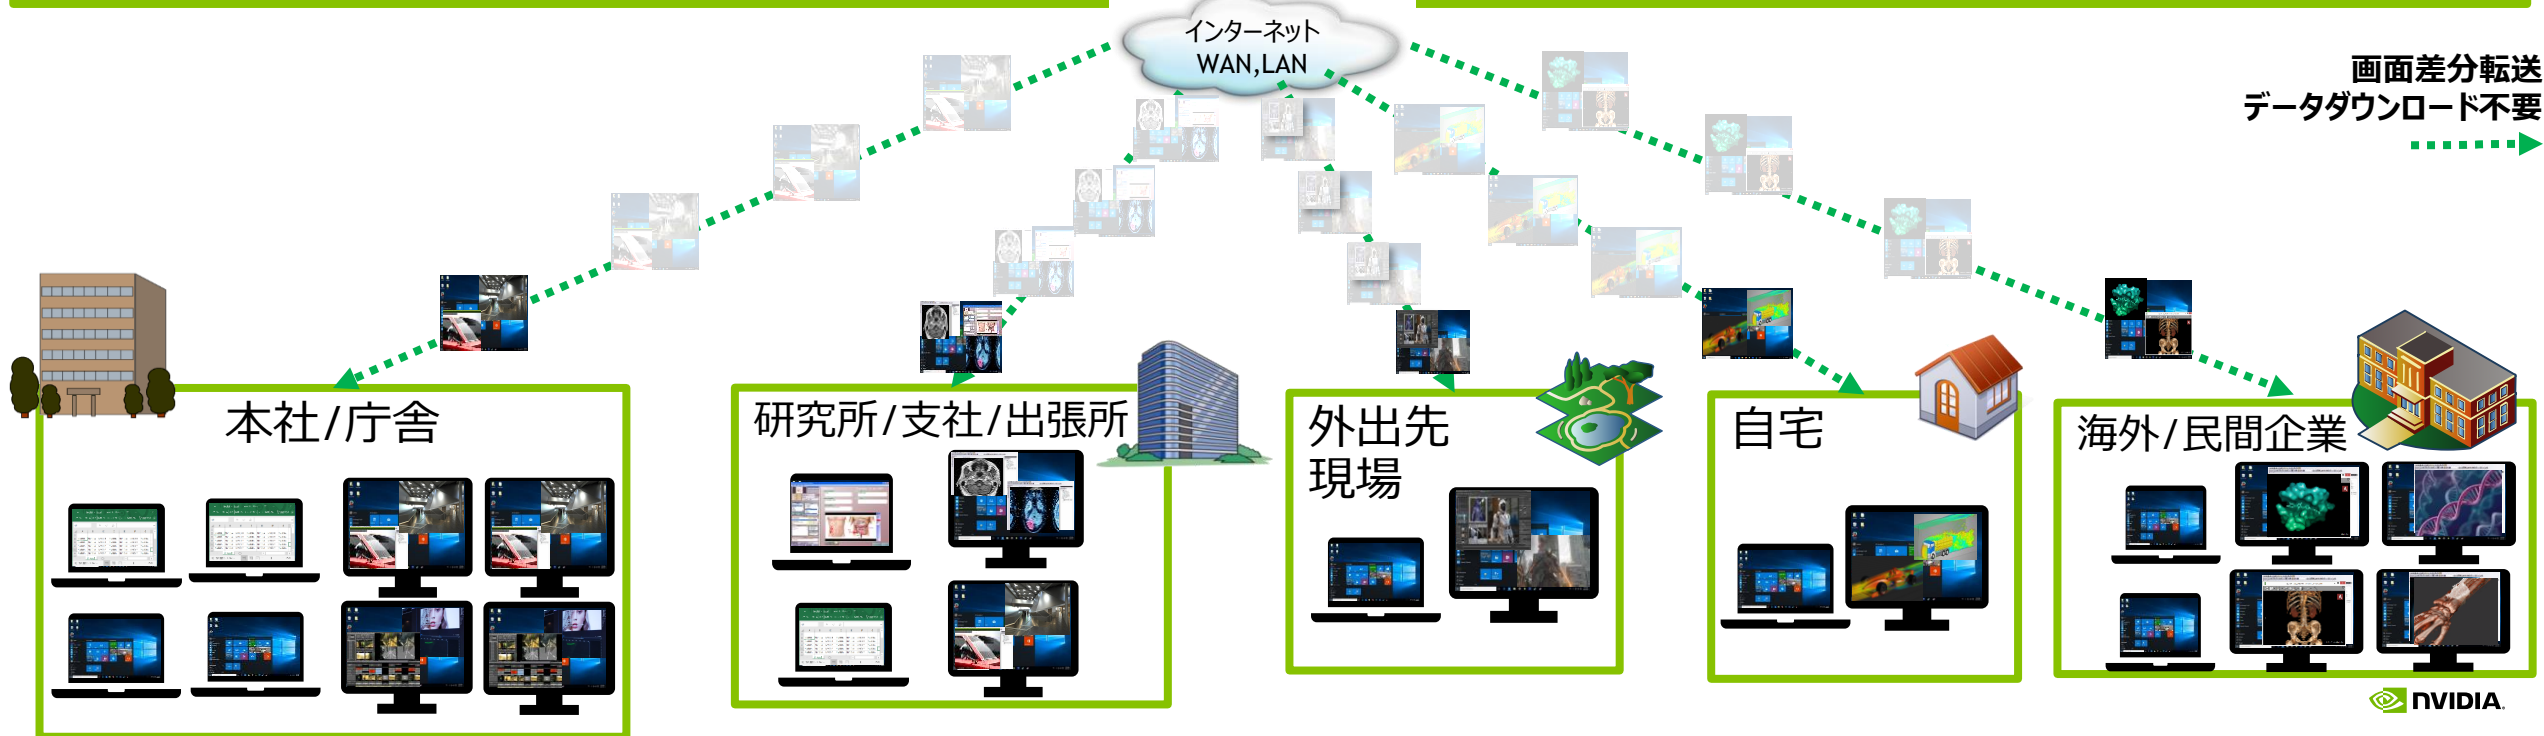 インターネット
WAN,LAN
画面差分転送
データダウンロード不要
本社/庁舎
研究所/支社/出張所
外出先
現場
自宅
海外/民間企業
NVIDIA.